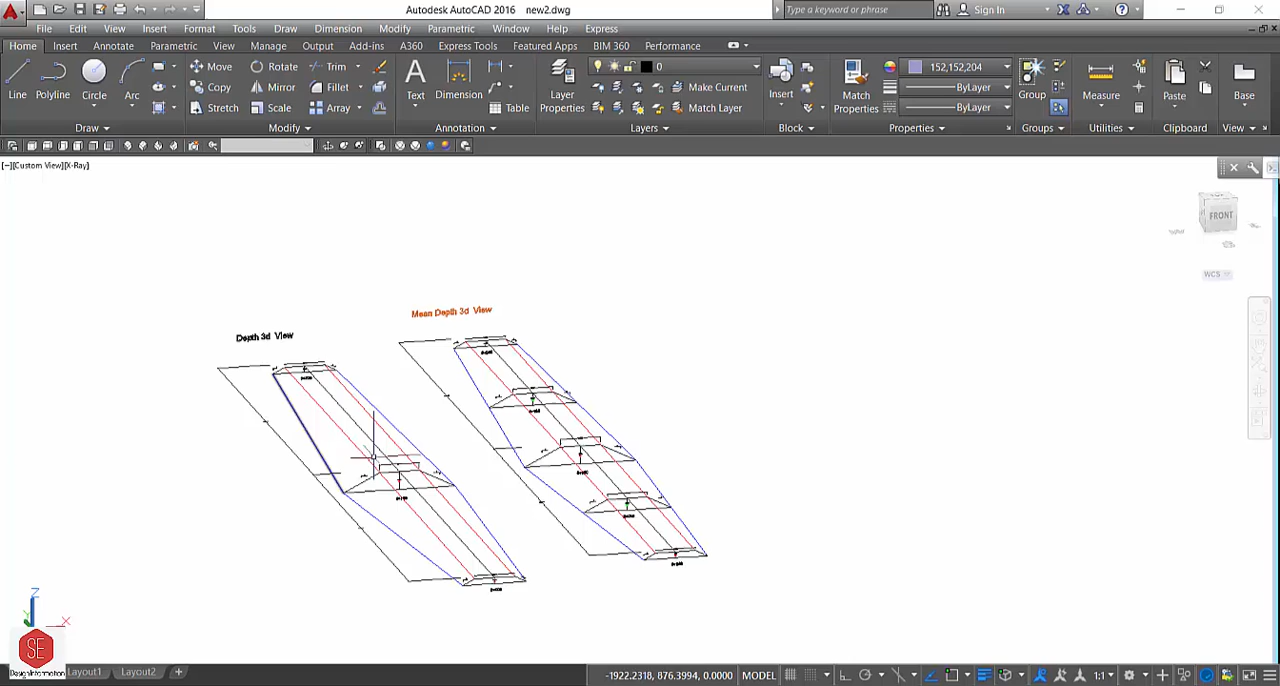 Autodesk AutoCAD 2016 new2.dwg
Type a keyword or phrase
Sign In
File Edit View Insert Format Tools Draw Dimension Modify Parametric Window Help Express
Home Insert Annotate Parametric View Manage Output Add-ins A360 Express Tools Featured Apps BIM 360 Performance
Line Polyline Circle Arc
Move Rotate Trim
Copy Mirror Fillet
Stretch Scale Array
Text Dimension Table
Layer Properties
0
Make Current
Match Layer
Insert
Match Properties
152,152,204
ByLayer
ByLayer
Group
Measure
Paste
Base
Draw Modify Annotation Layers Block Properties Groups Utilities Clipboard View
[−][Custom View][X-Ray]
FRONT
WCS
Mean Depth 3d View
Depth 3d View
Z
Y
X
SE
Design Information
Layout1 Layout2 +
-1922.2318, 876.3994, 0.0000 MODEL
1:1